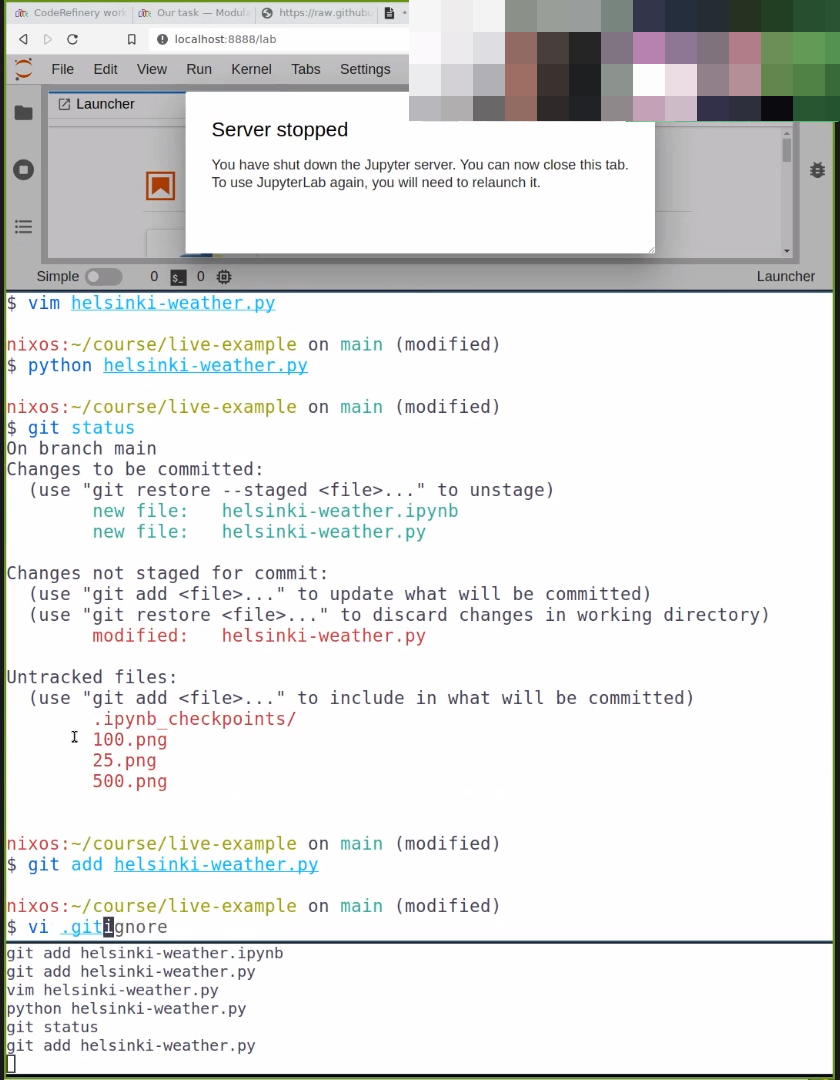 CodeRefinery work
Our task — Modula
https://raw.githubu
localhost:8888/lab
File Edit View Run Kernel Tabs Settings
Launcher
Server stopped
You have shut down the Jupyter server. You can now close this tab.
To use JupyterLab again, you will need to relaunch it.
Simple 0 $_ 0 Launcher
$ vim helsinki-weather.py
nixos:~/course/live-example on main (modified)
$ python helsinki-weather.py
nixos:~/course/live-example on main (modified)
$ git status
On branch main
Changes to be committed:
(use "git restore --staged <file>..." to unstage)
new file: helsinki-weather.ipynb
new file: helsinki-weather.py
Changes not staged for commit:
(use "git add <file>..." to update what will be committed)
(use "git restore <file>..." to discard changes in working directory)
modified: helsinki-weather.py
Untracked files:
(use "git add <file>..." to include in what will be committed)
.ipynb_checkpoints/
100.png
25.png
500.png
nixos:~/course/live-example on main (modified)
$ git add helsinki-weather.py
nixos:~/course/live-example on main (modified)
$ vi .gitignore
git add helsinki-weather.ipynb
git add helsinki-weather.py
vim helsinki-weather.py
python helsinki-weather.py
git status
git add helsinki-weather.py